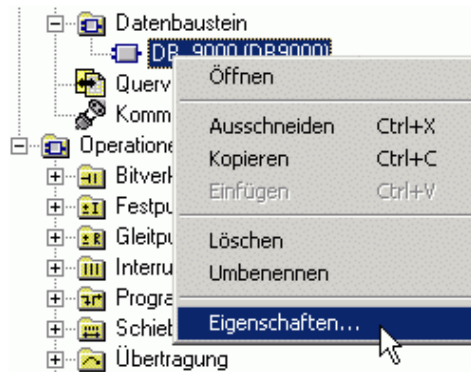 Datenbaustein
DB_9000 (DB9000)
Öffnen
Querv
Komm
Ausschneiden Ctrl+X
Operatione
Kopieren Ctrl+C
Bitverk
Einfügen Ctrl+V
Festpu
Gleitpu
Löschen
Interru
Umbenennen
Progra
Schieb
Eigenschaften...
Übertragung